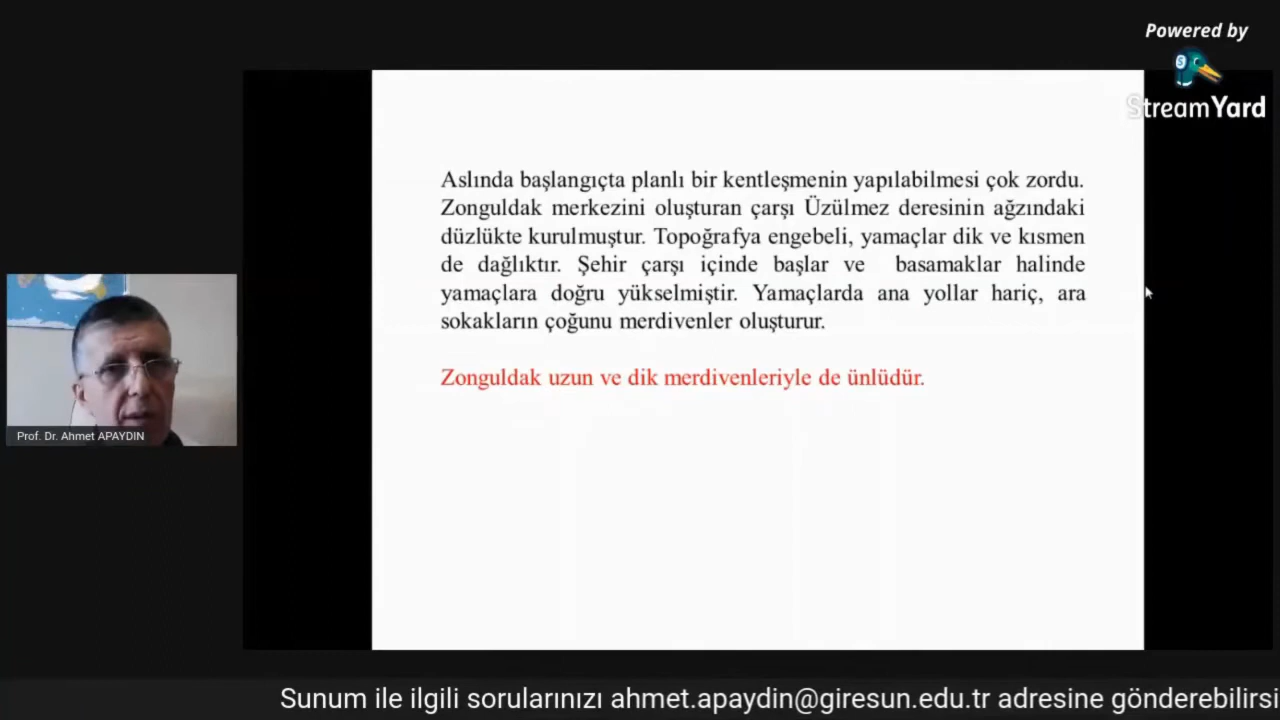 Powered by
StreamYard
Aslında başlangıçta planlı bir kentleşmenin yapılabilmesi çok zordu.
Zonguldak merkezini oluşturan çarşı Üzülmez deresinin ağzındaki
düzlükte kurulmuştur. Topoğrafya engebeli, yamaçlar dik ve kısmen
de dağlıktır. Şehir çarşı içinde başlar ve basamaklar halinde
yamaçlara doğru yükselmiştir. Yamaçlarda ana yollar hariç, ara
sokakların çoğunu merdivenler oluşturur.
Zonguldak uzun ve dik merdivenleriyle de ünlüdür.
Prof. Dr. Ahmet APAYDIN
Sunum ile ilgili sorularınızı ahmet.apaydin@giresun.edu.tr adresine gönderebilirsi